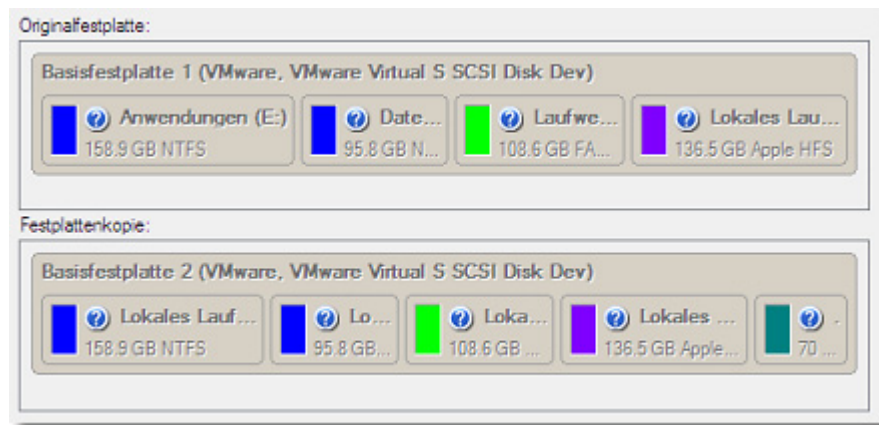 Originalfestplatte:
Basisfestplatte 1 (VMware, VMware Virtual S SCSI Disk Dev)
Anwendungen (E:) Date... Laufwe... Lokales Lau...
158.9 GB NTFS 95.8 GB N... 108.6 GB FA... 136.5 GB Apple HFS
Festplattenkopie:
Basisfestplatte 2 (VMware, VMware Virtual S SCSI Disk Dev)
Lokales Lauf... Lo... Loka... Lokales ... .
158.9 GB NTFS 95.8 GB... 108.6 GB ... 136.5 GB Apple... 70 ...